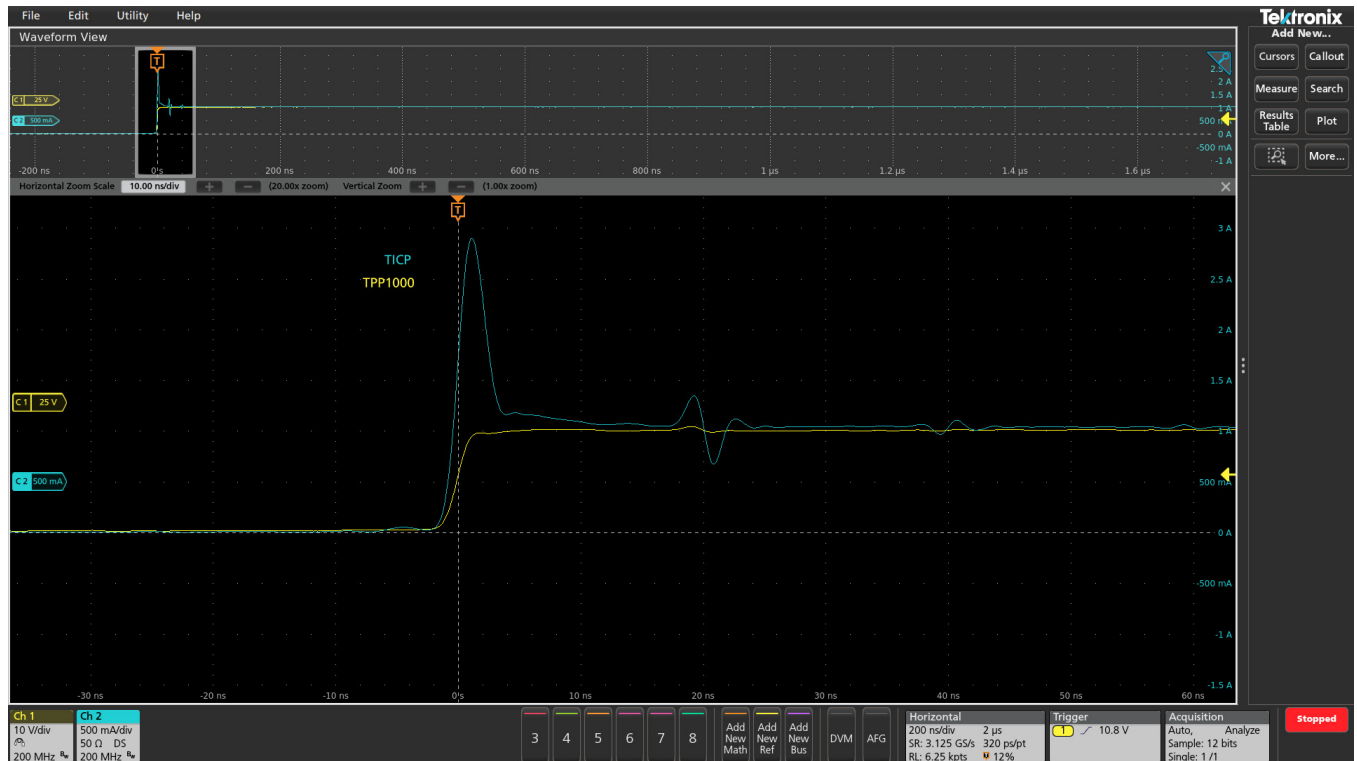 File Edit Utility Help
Tektronix
Add New...
Waveform View
Cursors Callout
Measure Search
Results Table Plot
More...
T
C 1 25 V
C 2 500 mA
2.5
2 A
1.5 A
1 A
500 m
0 A
-500 mA
-1 A
-200 ns 0 s 200 ns 400 ns 600 ns 800 ns 1 µs 1.2 µs 1.4 µs 1.6 µs
Horizontal Zoom Scale 10.00 ns/div + - (20.00x zoom) Vertical Zoom + - (1.00x zoom) ×
T
3 A
TICP
TPP1000
2.5 A
2 A
1.5 A
C 1 25 V
1 A
C 2 500 mA
500 mA
0 A
-500 mA
-1 A
-1.5 A
-30 ns -20 ns -10 ns 0 s 10 ns 20 ns 30 ns 40 ns 50 ns 60 ns
Ch 1
10 V/div
200 MHz Bw
Ch 2
500 mA/div
50 Ω DS
200 MHz Bw
3 4 5 6 7 8
Add New Math
Add New Ref
Add New Bus
DVM AFG
Horizontal
200 ns/div 2 µs
SR: 3.125 GS/s 320 ps/pt
RL: 6.25 kpts 12%
Trigger
1 10.8 V
Acquisition
Auto, Analyze
Sample: 12 bits
Single: 1 /1
Stopped